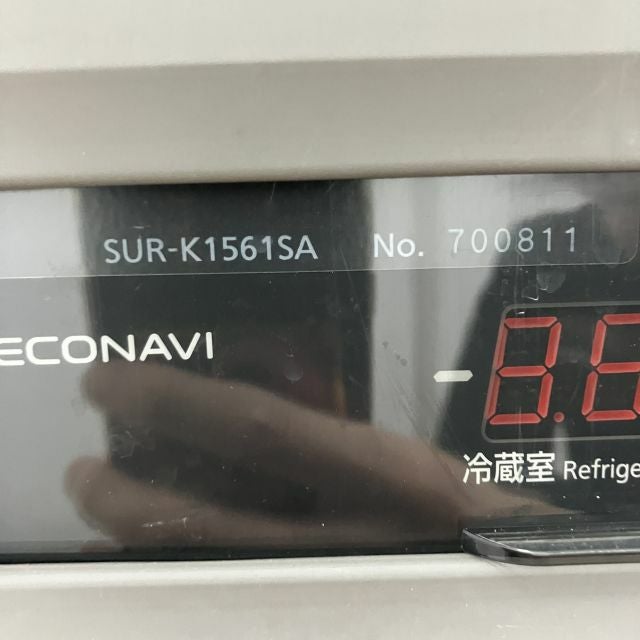 SUR-K1561SA No. 700811
ECONAVI
冷蔵室 Refrige